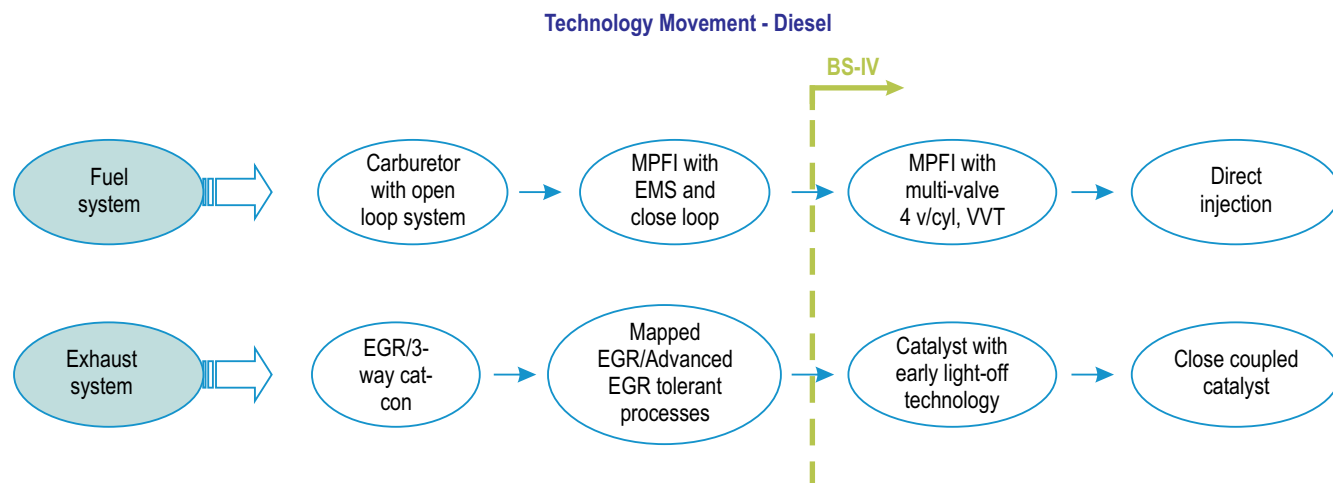 Technology Movement - Diesel
BS-IV
Fuel
system
Carburetor
with open
loop system
MPFI with
EMS and
close loop
MPFI with
multi-valve
4 v/cyl, VVT
Direct
injection
Exhaust
system
EGR/3-
way cat-
con
Mapped
EGR/Advanced
EGR tolerant
processes
Catalyst with
early light-off
technology
Close coupled
catalyst